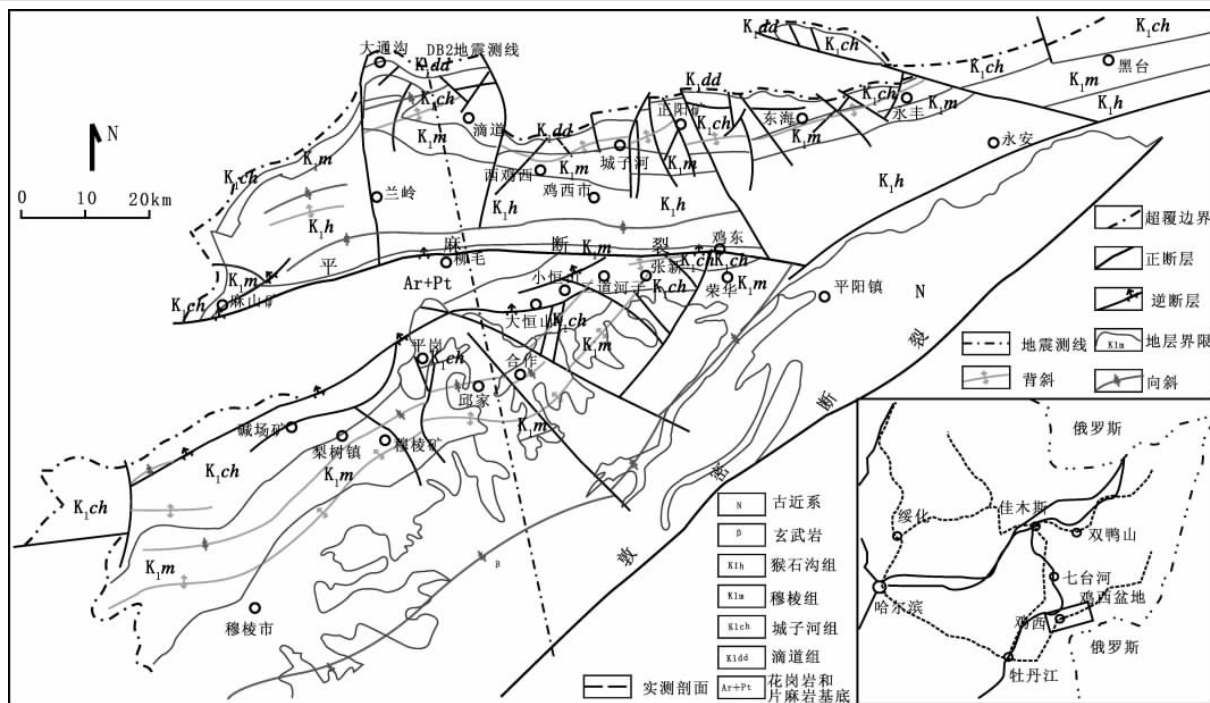 大通沟
DB2地震测线
K₁dd
K₁ch
K₁m
滴道
K₁dd
K₁ch
K₁dd
正阳矿
K₁ch
东海
K₁m
K₁ch
永丰
K₁m
K₁ch
K₁ch
K₁m
黑台
K₁h
永安
N
0 10 20km
K₁ch
K₁m
K₁h
兰岭
K₁dd
西鸡西
K₁m
城子河
K₁m
鸡西市
K₁h
K₁h
K₁h
平 麻 断 裂
柳毛
Ar+Pt
K₁m
鸡东
K₁ch
K₁ch
K₁m
K₁ch
麻山矿
小恒山
二道河子
张新
K₁ch
荣华
K₁m
平阳镇
N
大恒山
K₁ch
K₁m
平岗
K₁ch
合作
邱家
K₁m
碱场矿
梨树镇
穆棱矿
K₁ch
K₁m
K₁ch
K₁m
穆棱市
β
敦 密 断 裂
超覆边界
正断层
逆断层
K1m 地层界限
地震测线
背斜
向斜
N 古近系
β 玄武岩
K1h 猴石沟组
K1m 穆棱组
K1ch 城子河组
K1dd 滴道组
实测剖面
Ar+Pt 花岗岩和
片麻岩基底
俄罗斯
绥化
佳木斯
双鸭山
七台河
哈尔滨
鸡西盆地
鸡西
俄罗斯
牡丹江